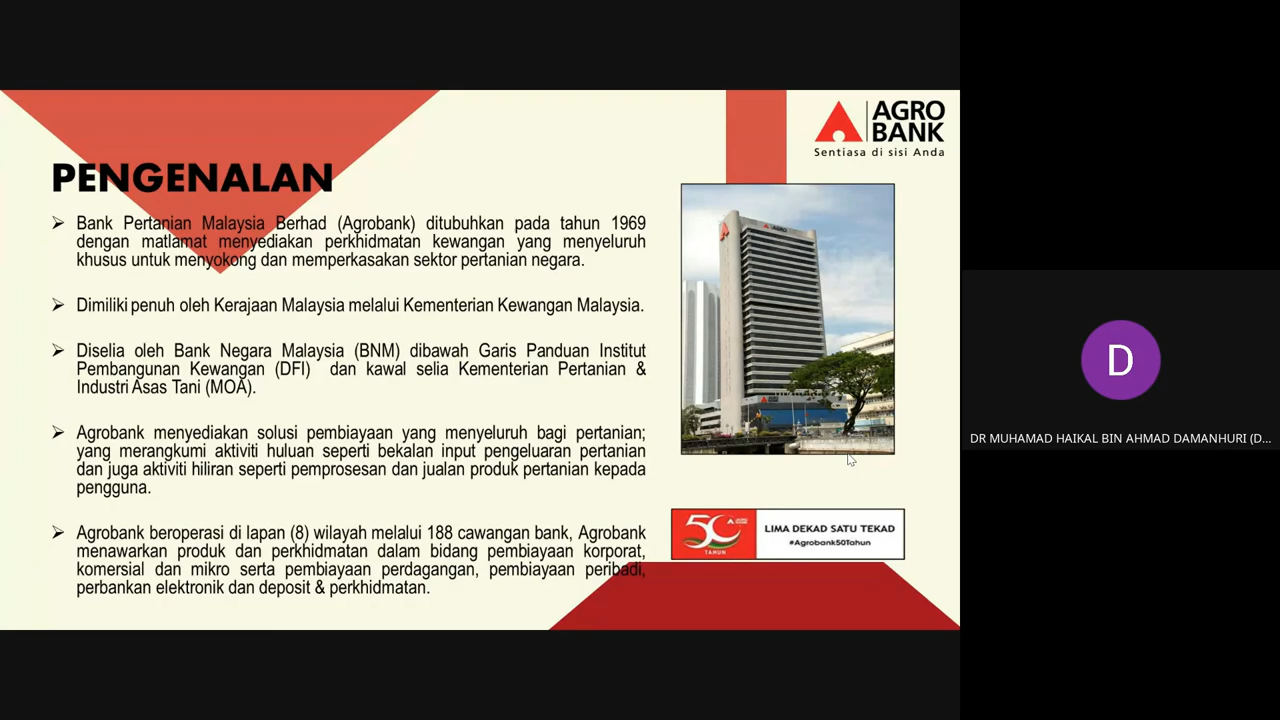 AGRO
BANK
Sentiasa di sisi Anda
PENGENALAN
➢ Bank Pertanian Malaysia Berhad (Agrobank) ditubuhkan pada tahun 1969
dengan matlamat menyediakan perkhidmatan kewangan yang menyeluruh
khusus untuk menyokong dan memperkasakan sektor pertanian negara.
➢ Dimiliki penuh oleh Kerajaan Malaysia melalui Kementerian Kewangan Malaysia.
➢ Diselia oleh Bank Negara Malaysia (BNM) dibawah Garis Panduan Institut
Pembangunan Kewangan (DFI) dan kawal selia Kementerian Pertanian &
Industri Asas Tani (MOA).
➢ Agrobank menyediakan solusi pembiayaan yang menyeluruh bagi pertanian;
yang merangkumi aktiviti huluan seperti bekalan input pengeluaran pertanian
dan juga aktiviti hiliran seperti pemprosesan dan jualan produk pertanian kepada
pengguna.
➢ Agrobank beroperasi di lapan (8) wilayah melalui 188 cawangan bank, Agrobank
menawarkan produk dan perkhidmatan dalam bidang pembiayaan korporat,
komersial dan mikro serta pembiayaan perdagangan, pembiayaan peribadi,
perbankan elektronik dan deposit & perkhidmatan.
AGRO
50
TAHUN
LIMA DEKAD SATU TEKAD
#Agrobank50Tahun
D
DR MUHAMAD HAIKAL BIN AHMAD DAMANHURI (D...